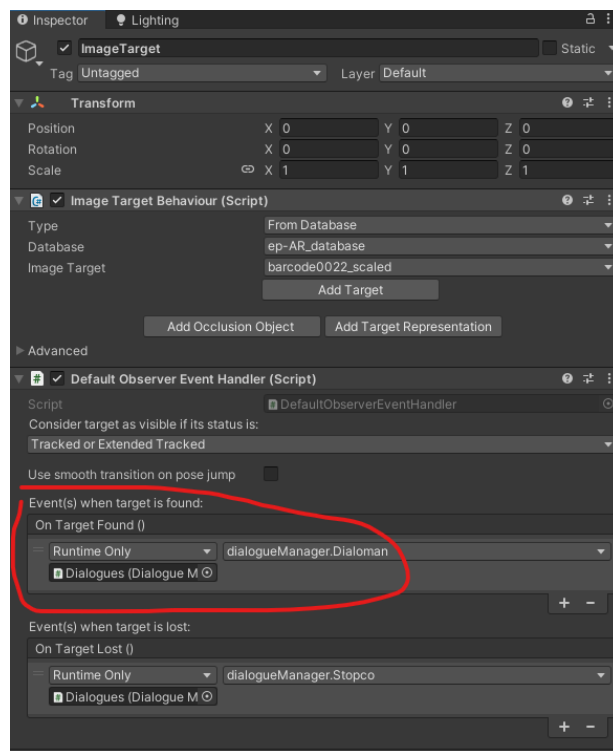 Inspector Lighting
ImageTarget Static
Tag Untagged Layer Default
Transform
Position X 0 Y 0 Z 0
Rotation X 0 Y 0 Z 0
Scale X 1 Y 1 Z 1
Image Target Behaviour (Script)
Type From Database
Database ep-AR_database
Image Target barcode0022_scaled
Add Target
Add Occlusion Object Add Target Representation
Advanced
# Default Observer Event Handler (Script)
Script # DefaultObserverEventHandler
Consider target as visible if its status is:
Tracked or Extended Tracked
Use smooth transition on pose jump
Event(s) when target is found:
On Target Found ()
Runtime Only dialogueManager.Dialoman
# Dialogues (Dialogue M
+ -
Event(s) when target is lost:
On Target Lost ()
Runtime Only dialogueManager.Stopco
# Dialogues (Dialogue M
+ -